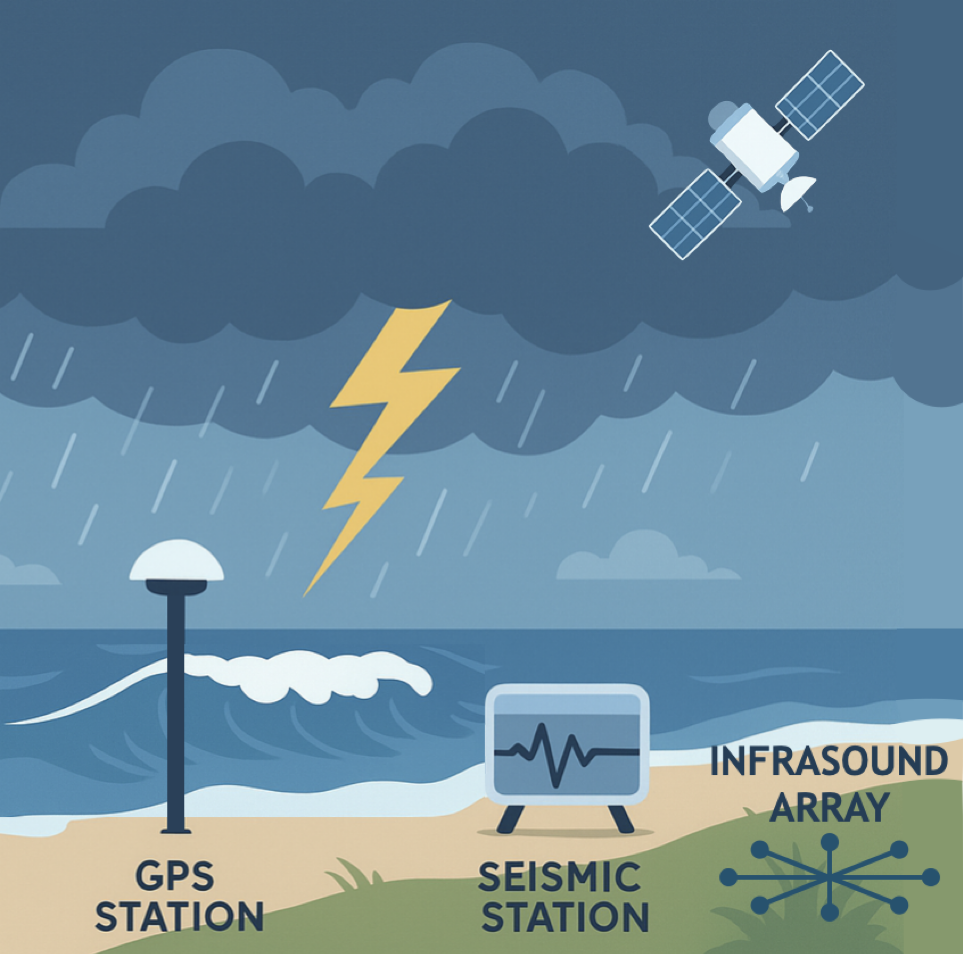 GPS
STATION
SEISMIC
STATION
INFRASOUND
ARRAY